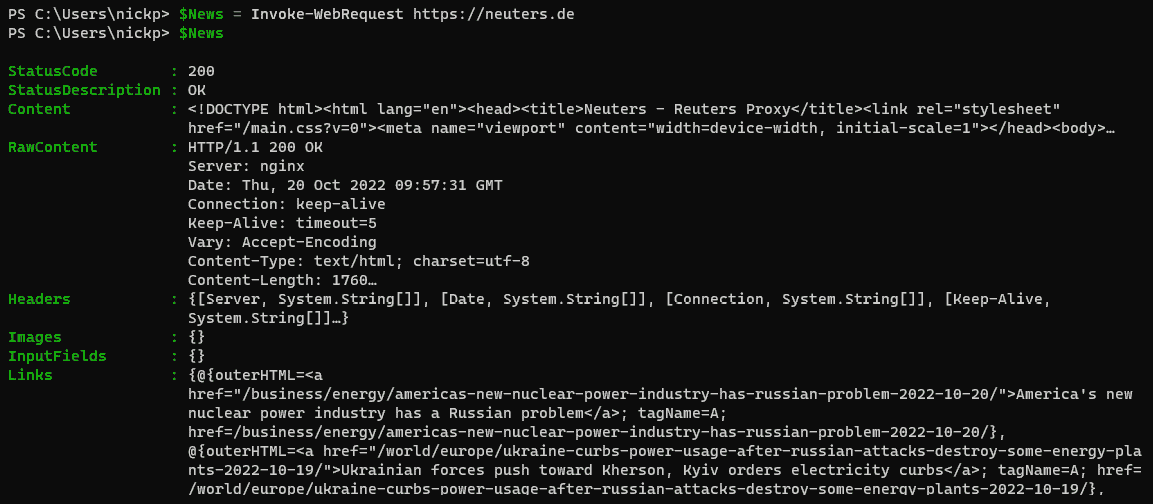 PS C:\Users\nickp> $News = Invoke-WebRequest https://neuters.de
PS C:\Users\nickp> $News
StatusCode : 200
StatusDescription : OK
Content : <!DOCTYPE html><html lang="en"><head><title>Neuters - Reuters Proxy</title><link rel="stylesheet"
href="/main.css?v=0"><meta name="viewport" content="width=device-width, initial-scale=1"></head><body>…
RawContent : HTTP/1.1 200 OK
Server: nginx
Date: Thu, 20 Oct 2022 09:57:31 GMT
Connection: keep-alive
Keep-Alive: timeout=5
Vary: Accept-Encoding
Content-Type: text/html; charset=utf-8
Content-Length: 1760…
Headers : {[Server, System.String[]], [Date, System.String[]], [Connection, System.String[]], [Keep-Alive,
System.String[]]…}
Images : {}
InputFields : {}
Links : {@{outerHTML=<a
href="/business/energy/americas-new-nuclear-power-industry-has-russian-problem-2022-10-20/">America's new
nuclear power industry has a Russian problem</a>; tagName=A;
href=/business/energy/americas-new-nuclear-power-industry-has-russian-problem-2022-10-20/},
@{outerHTML=<a href="/world/europe/ukraine-curbs-power-usage-after-russian-attacks-destroy-some-energy-pla
nts-2022-10-19/">Ukrainian forces push toward Kherson, Kyiv orders electricity curbs</a>; tagName=A; href=
/world/europe/ukraine-curbs-power-usage-after-russian-attacks-destroy-some-energy-plants-2022-10-19/},